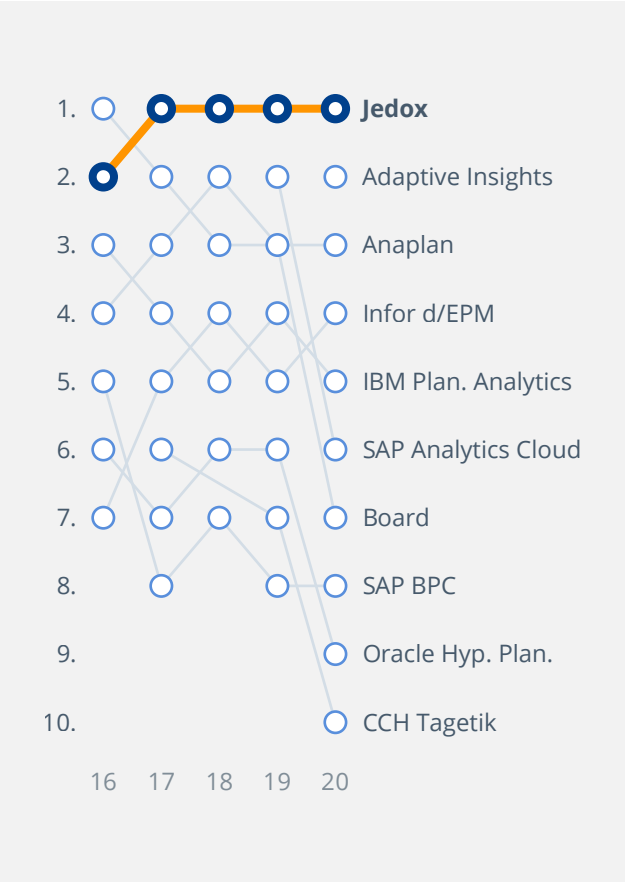 1. Jedox
2. Adaptive Insights
3. Anaplan
4. Infor d/EPM
5. IBM Plan. Analytics
6. SAP Analytics Cloud
7. Board
8. SAP BPC
9. Oracle Hyp. Plan.
10. CCH Tagetik
16 17 18 19 20